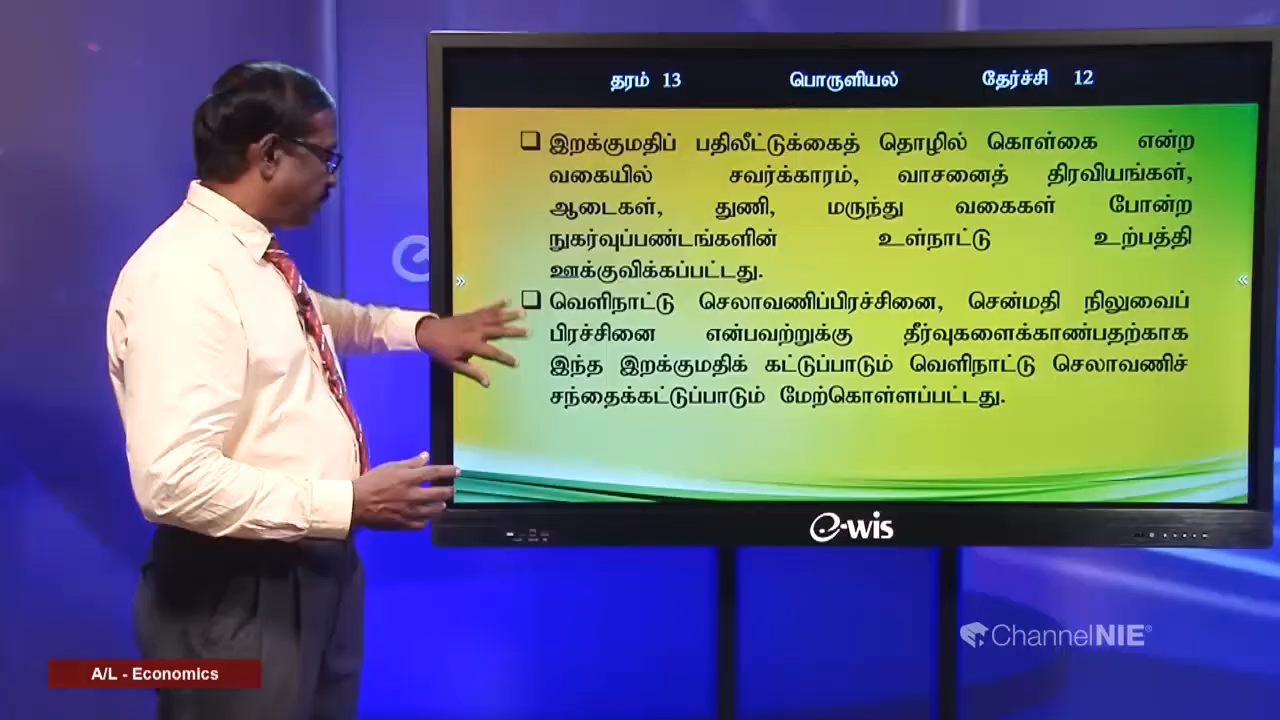 தரம் 13 பொருளியல் தேர்ச்சி 12
இறக்குமதிப் பதிலீட்டுக்கைத் தொழில் கொள்கை என்ற
வகையில் சவர்க்காரம், வாசனைத் திரவியங்கள்,
ஆடைகள், துணி, மருந்து வகைகள் போன்ற
நுகர்வுப்பண்டங்களின் உள்நாட்டு உற்பத்தி
ஊக்குவிக்கப்பட்டது.
வெளிநாட்டு செலாவணிப்பிரச்சினை, சென்மதி நிலுவைப்
பிரச்சினை என்பவற்றுக்கு தீர்வுகளைக்காண்பதற்காக
இந்த இறக்குமதிக் கட்டுப்பாடும் வெளிநாட்டு செலாவணிச்
சந்தைக்கட்டுப்பாடும் மேற்கொள்ளப்பட்டது.
e-wis
ChannelNIE
A/L - Economics